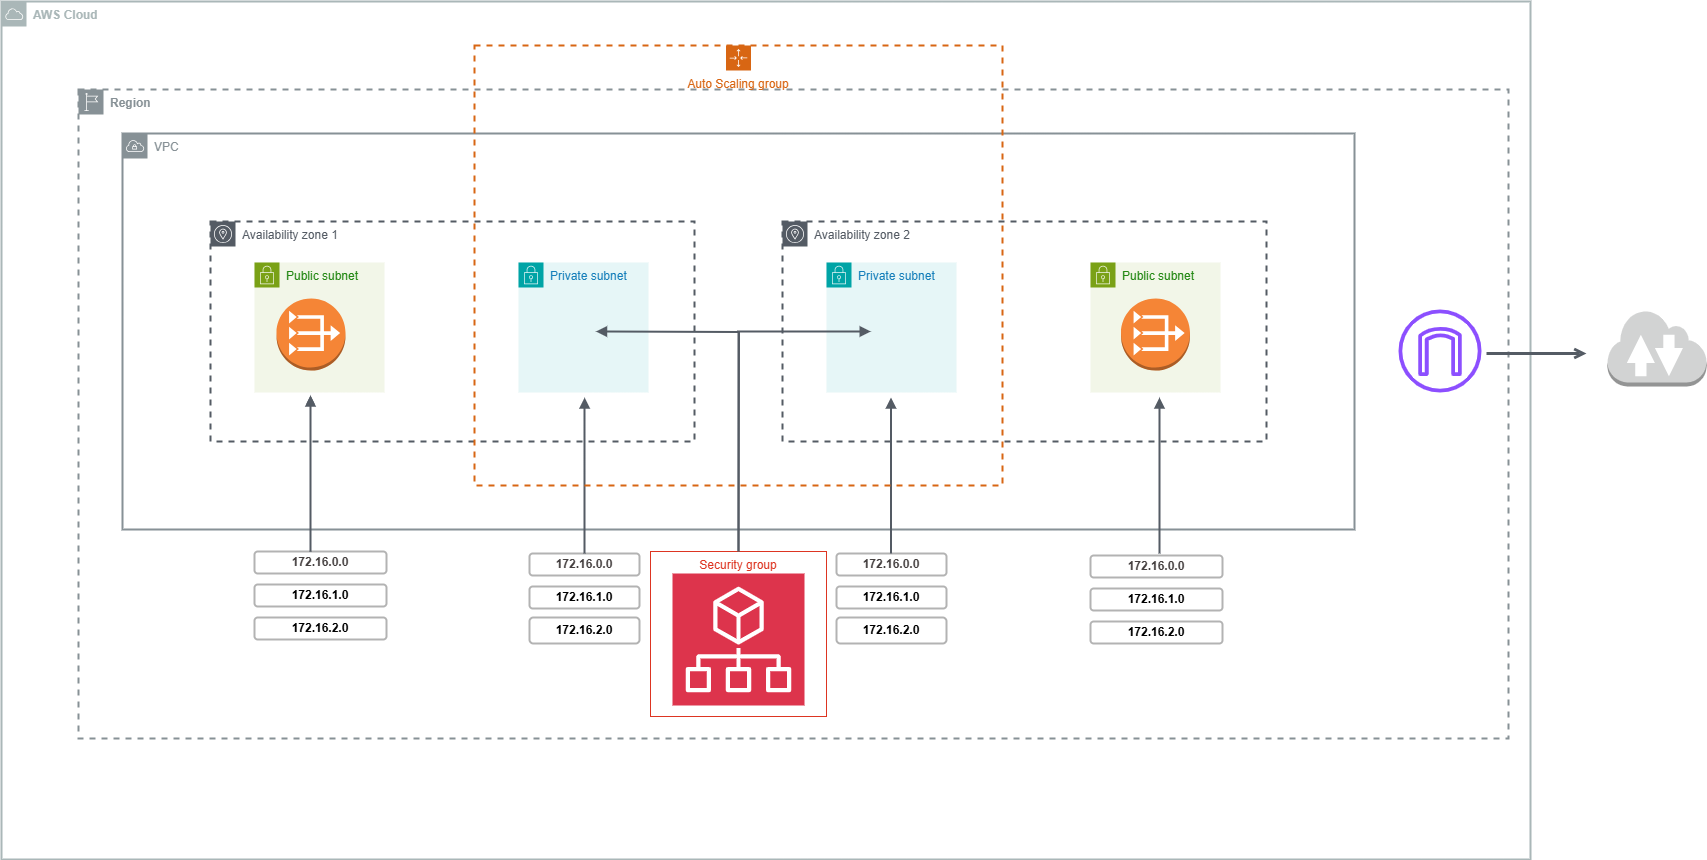 AWS Cloud
Auto Scaling group
Region
VPC
Availability zone 1
Availability zone 2
Public subnet
Private subnet
Private subnet
Public subnet
172.16.0.0
172.16.1.0
172.16.2.0
172.16.0.0
172.16.1.0
172.16.2.0
Security group
172.16.0.0
172.16.1.0
172.16.2.0
172.16.0.0
172.16.1.0
172.16.2.0